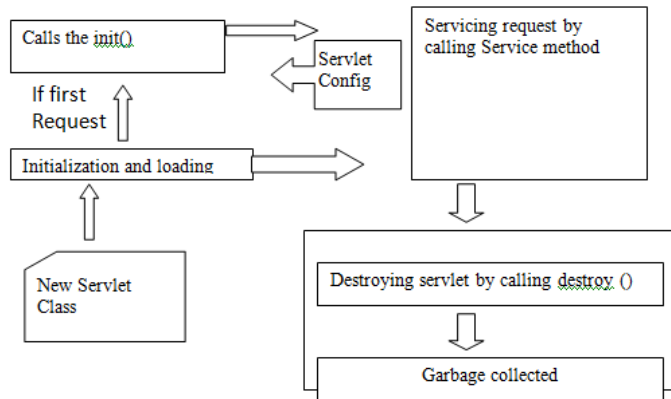 Calls the init()
Servlet
Config
Servicing request by
calling Service method
If first
Request
Initialization and loading
New Servlet
Class
Destroying servlet by calling destroy ()
Garbage collected